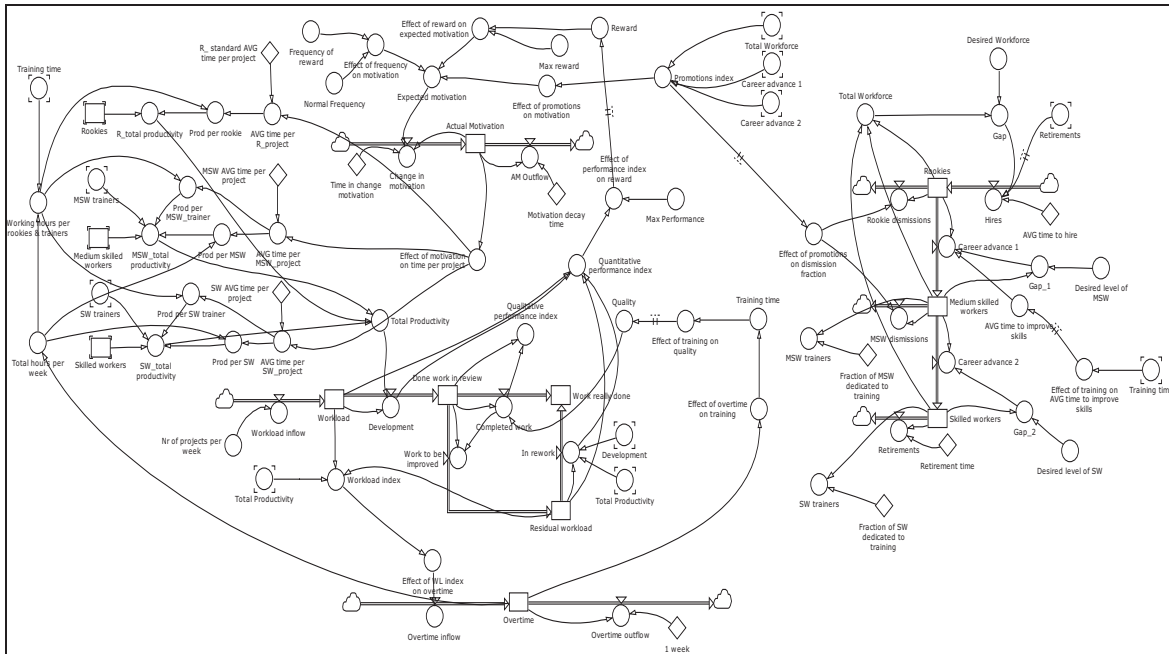 Training time
R_ standard AVG
time per project
Frequency of
reward
Effect of frequency
on motivation
Normal Frequency
Effect of reward on
expected motivation
Reward
Max reward
Expected motivation
Effect of promotions
on motivation
Promotions index
Total Workforce
Career advance 1
Career advance 2
Desired Workforce
Total Workforce
Gap
Retirements
Rookies
R_total productivity
Prod per rookie
AVG time per
R_project
Actual Motivation
Time in change
motivation
Change in
motivation
AM Outflow
Motivation decay
time
Effect of
performance index
on reward
Max Performance
Rookies
Rookie dismissions
Hires
AVG time to hire
MSW AVG time per
project
MSW trainers
Prod per
MSW_trainer
Working hours per
rookies & trainers
Medium skilled
workers
MSW_total
productivity
Prod per MSW
AVG time per
MSW_project
Effect of motivation
on time per project
Quantitative
performance index
Effect of promotions
on dismission
fraction
Career advance 1
Gap_1
Desired level of
MSW
SW AVG time per
project
SW trainers
Prod per SW trainer
Total Productivity
Qualitative
performance index
Quality
Training time
Effect of training on
quality
Medium skilled
workers
MSW dismissions
AVG time to improve
skills
MSW trainers
Total hours per
week
Skilled workers
SW_total
productivity
Prod per SW
AVG time per
SW_project
Fraction of MSW
dedicated to
training
Career advance 2
Effect of training on
AVG time to improve
skills
Training time
Done work in review
Workload
Work really done
Workload inflow
Development
Completed work
Effect of overtime
on training
Skilled workers
Retirements
Gap_2
Nr of projects per
week
Work to be
improved
In rework
Development
Retirement time
Desired level of SW
Total Productivity
Workload index
Total Productivity
SW trainers
Residual workload
Fraction of SW
dedicated to
training
Effect of WL index
on overtime
Overtime
Overtime inflow
Overtime outflow
1 week